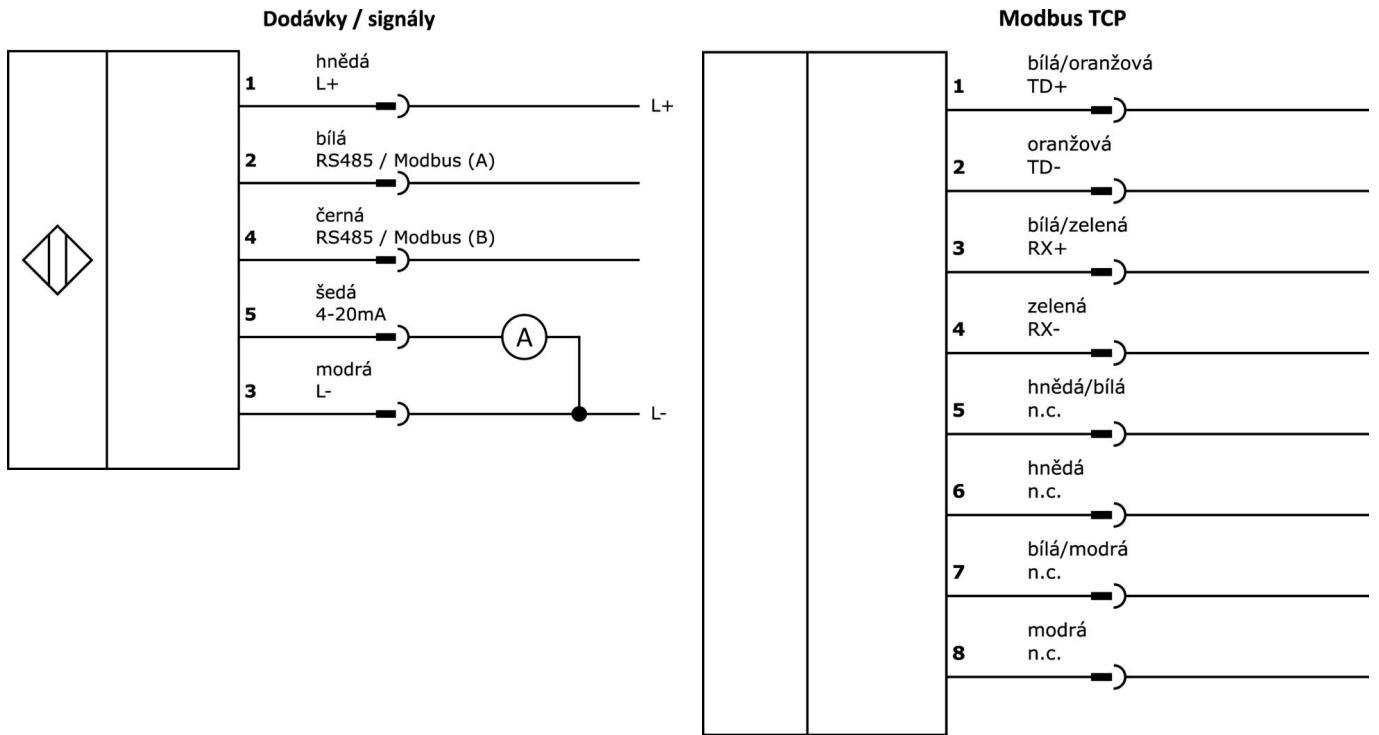 Dodávky / signály
hnědá
1 L+
L+
bílá
2 RS485 / Modbus (A)
černá
4 RS485 / Modbus (B)
šedá
5 4-20mA
A
modrá
3 L-
L-
Modbus TCP
bílá/oranžová
1 TD+
oranžová
2 TD-
bílá/zelená
3 RX+
zelená
4 RX-
hnědá/bílá
5 n.c.
hnědá
6 n.c.
bílá/modrá
7 n.c.
modrá
8 n.c.